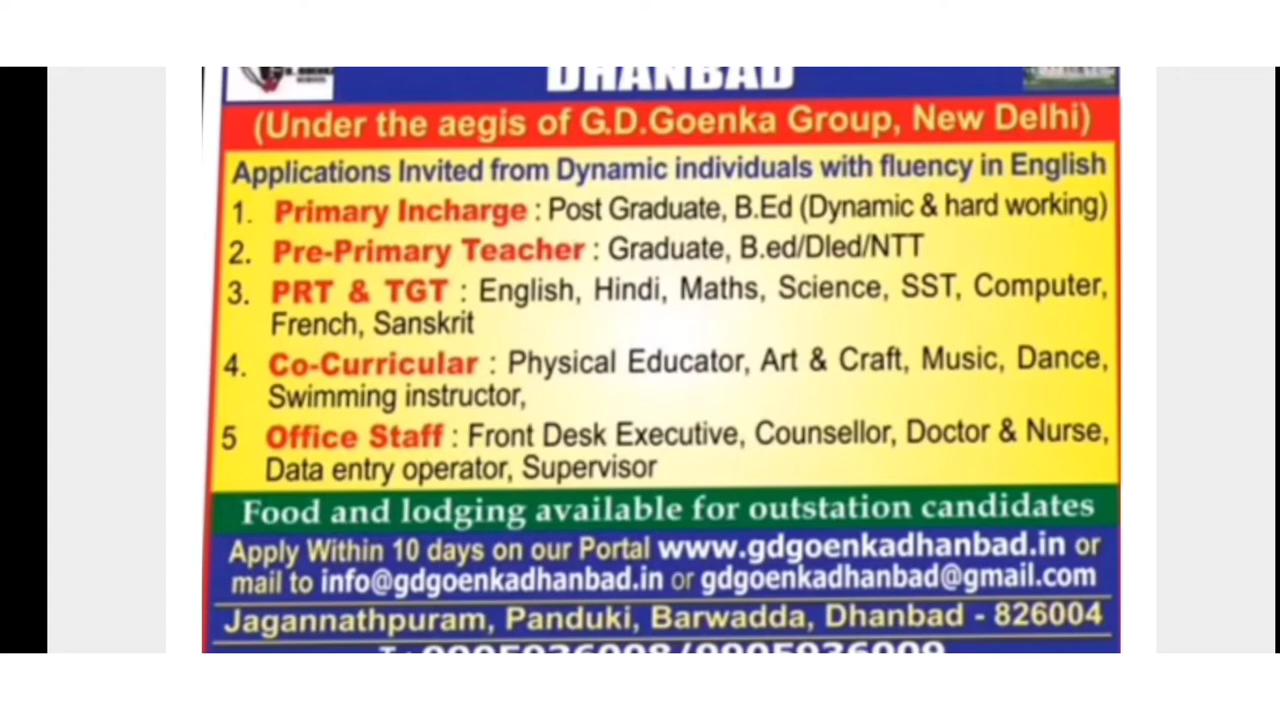 DHANBAD
(Under the aegis of G.D.Goenka Group, New Delhi)
Applications Invited from Dynamic individuals with fluency in English
1. Primary Incharge : Post Graduate, B.Ed (Dynamic & hard working)
2. Pre-Primary Teacher : Graduate, B.ed/Dled/NTT
3. PRT & TGT : English, Hindi, Maths, Science, SST, Computer,
French, Sanskrit
4. Co-Curricular : Physical Educator, Art & Craft, Music, Dance,
Swimming instructor,
5 Office Staff : Front Desk Executive, Counsellor, Doctor & Nurse,
Data entry operator, Supervisor
Food and lodging available for outstation candidates
Apply Within 10 days on our Portal www.gdgoenkadhanbad.in or
mail to info@gdgoenkadhanbad.in or gdgoenkadhanbad@gmail.com
Jagannathpuram, Panduki, Barwadda, Dhanbad - 826004